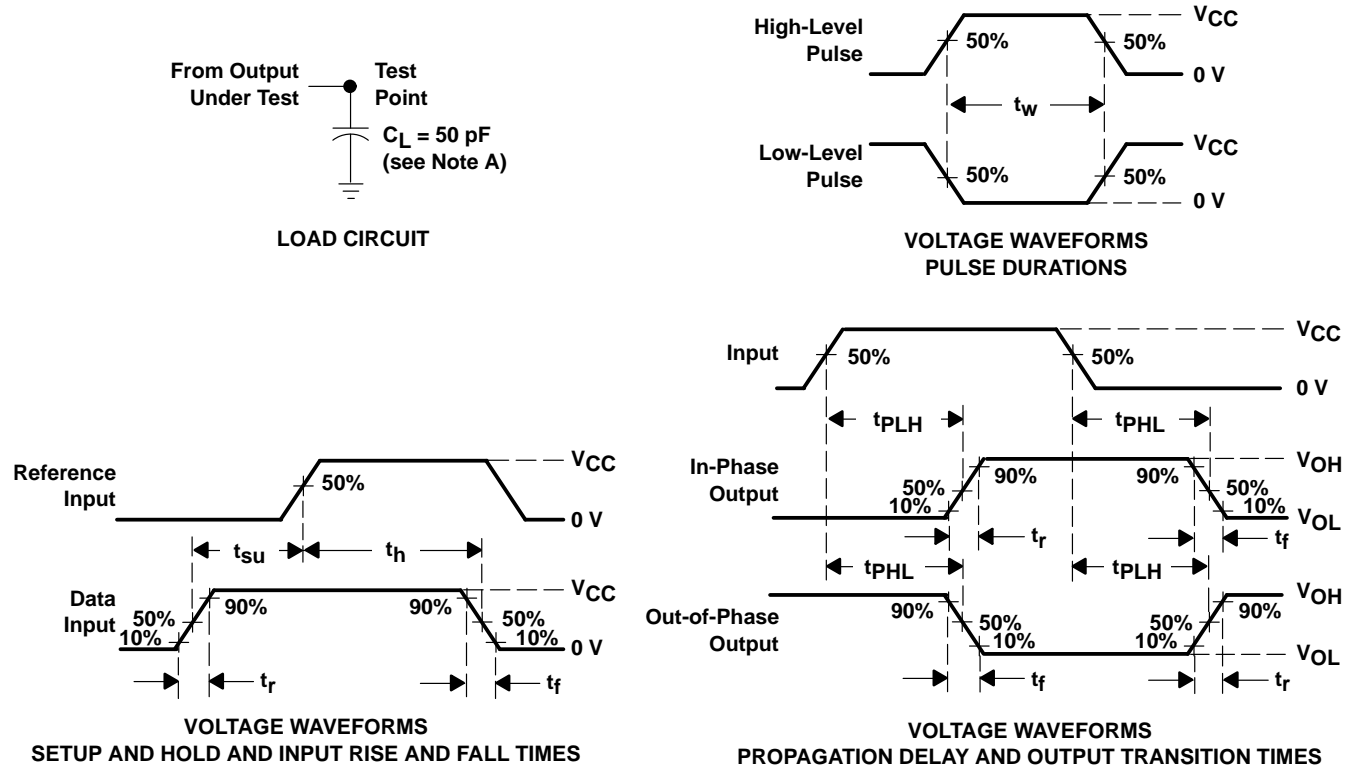 From Output
Under Test
Test
Point
CL = 50 pF
(see Note A)
LOAD CIRCUIT
High-Level
Pulse
50%
50%
VCC
0 V
tw
Low-Level
Pulse
50%
50%
VCC
0 V
VOLTAGE WAVEFORMS
PULSE DURATIONS
Reference
Input
50%
VCC
0 V
tsu
th
Data
Input
50%
10%
90%
90%
50%
10%
VCC
0 V
tr
tf
VOLTAGE WAVEFORMS
SETUP AND HOLD AND INPUT RISE AND FALL TIMES
Input
50%
50%
VCC
0 V
tPLH
tPHL
In-Phase
Output
50%
10%
90%
90%
50%
10%
VOH
VOL
tr
tf
tPHL
tPLH
Out-of-Phase
Output
90%
50%
10%
50%
10%
90%
VOH
VOL
tf
tr
VOLTAGE WAVEFORMS
PROPAGATION DELAY AND OUTPUT TRANSITION TIMES